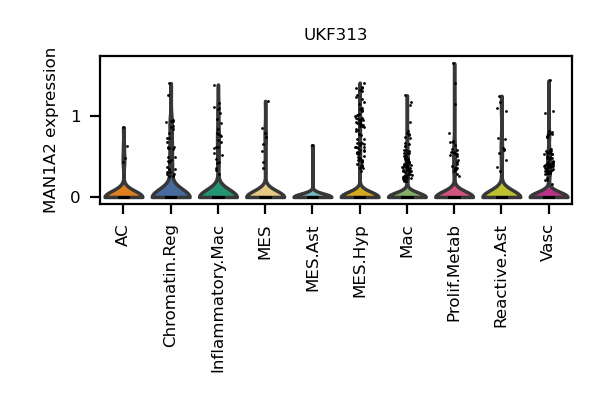 UKF313
MAN1A2 expression
1
0
AC
Chromatin.Reg
Inflammatory.Mac
MES
MES.Ast
MES.Hyp
Mac
Prolif.Metab
Reactive.Ast
Vasc